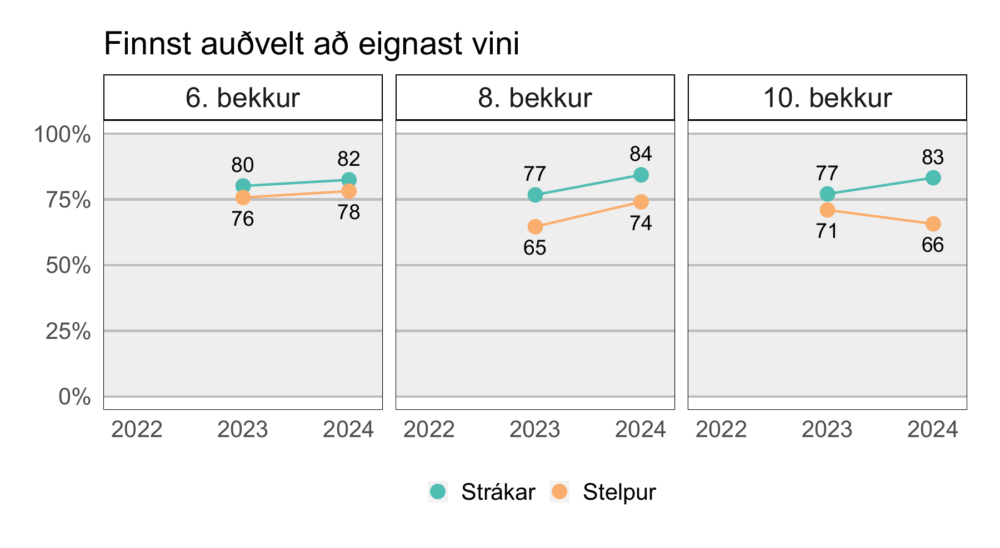 Finnst auðvelt að eignast vini
6. bekkur 8. bekkur 10. bekkur
100%
75%
50%
25%
0%
80 82
76 78
77 84
65 74
77 83
71 66
2022 2023 2024 2022 2023 2024 2022 2023 2024
Strákar Stelpur